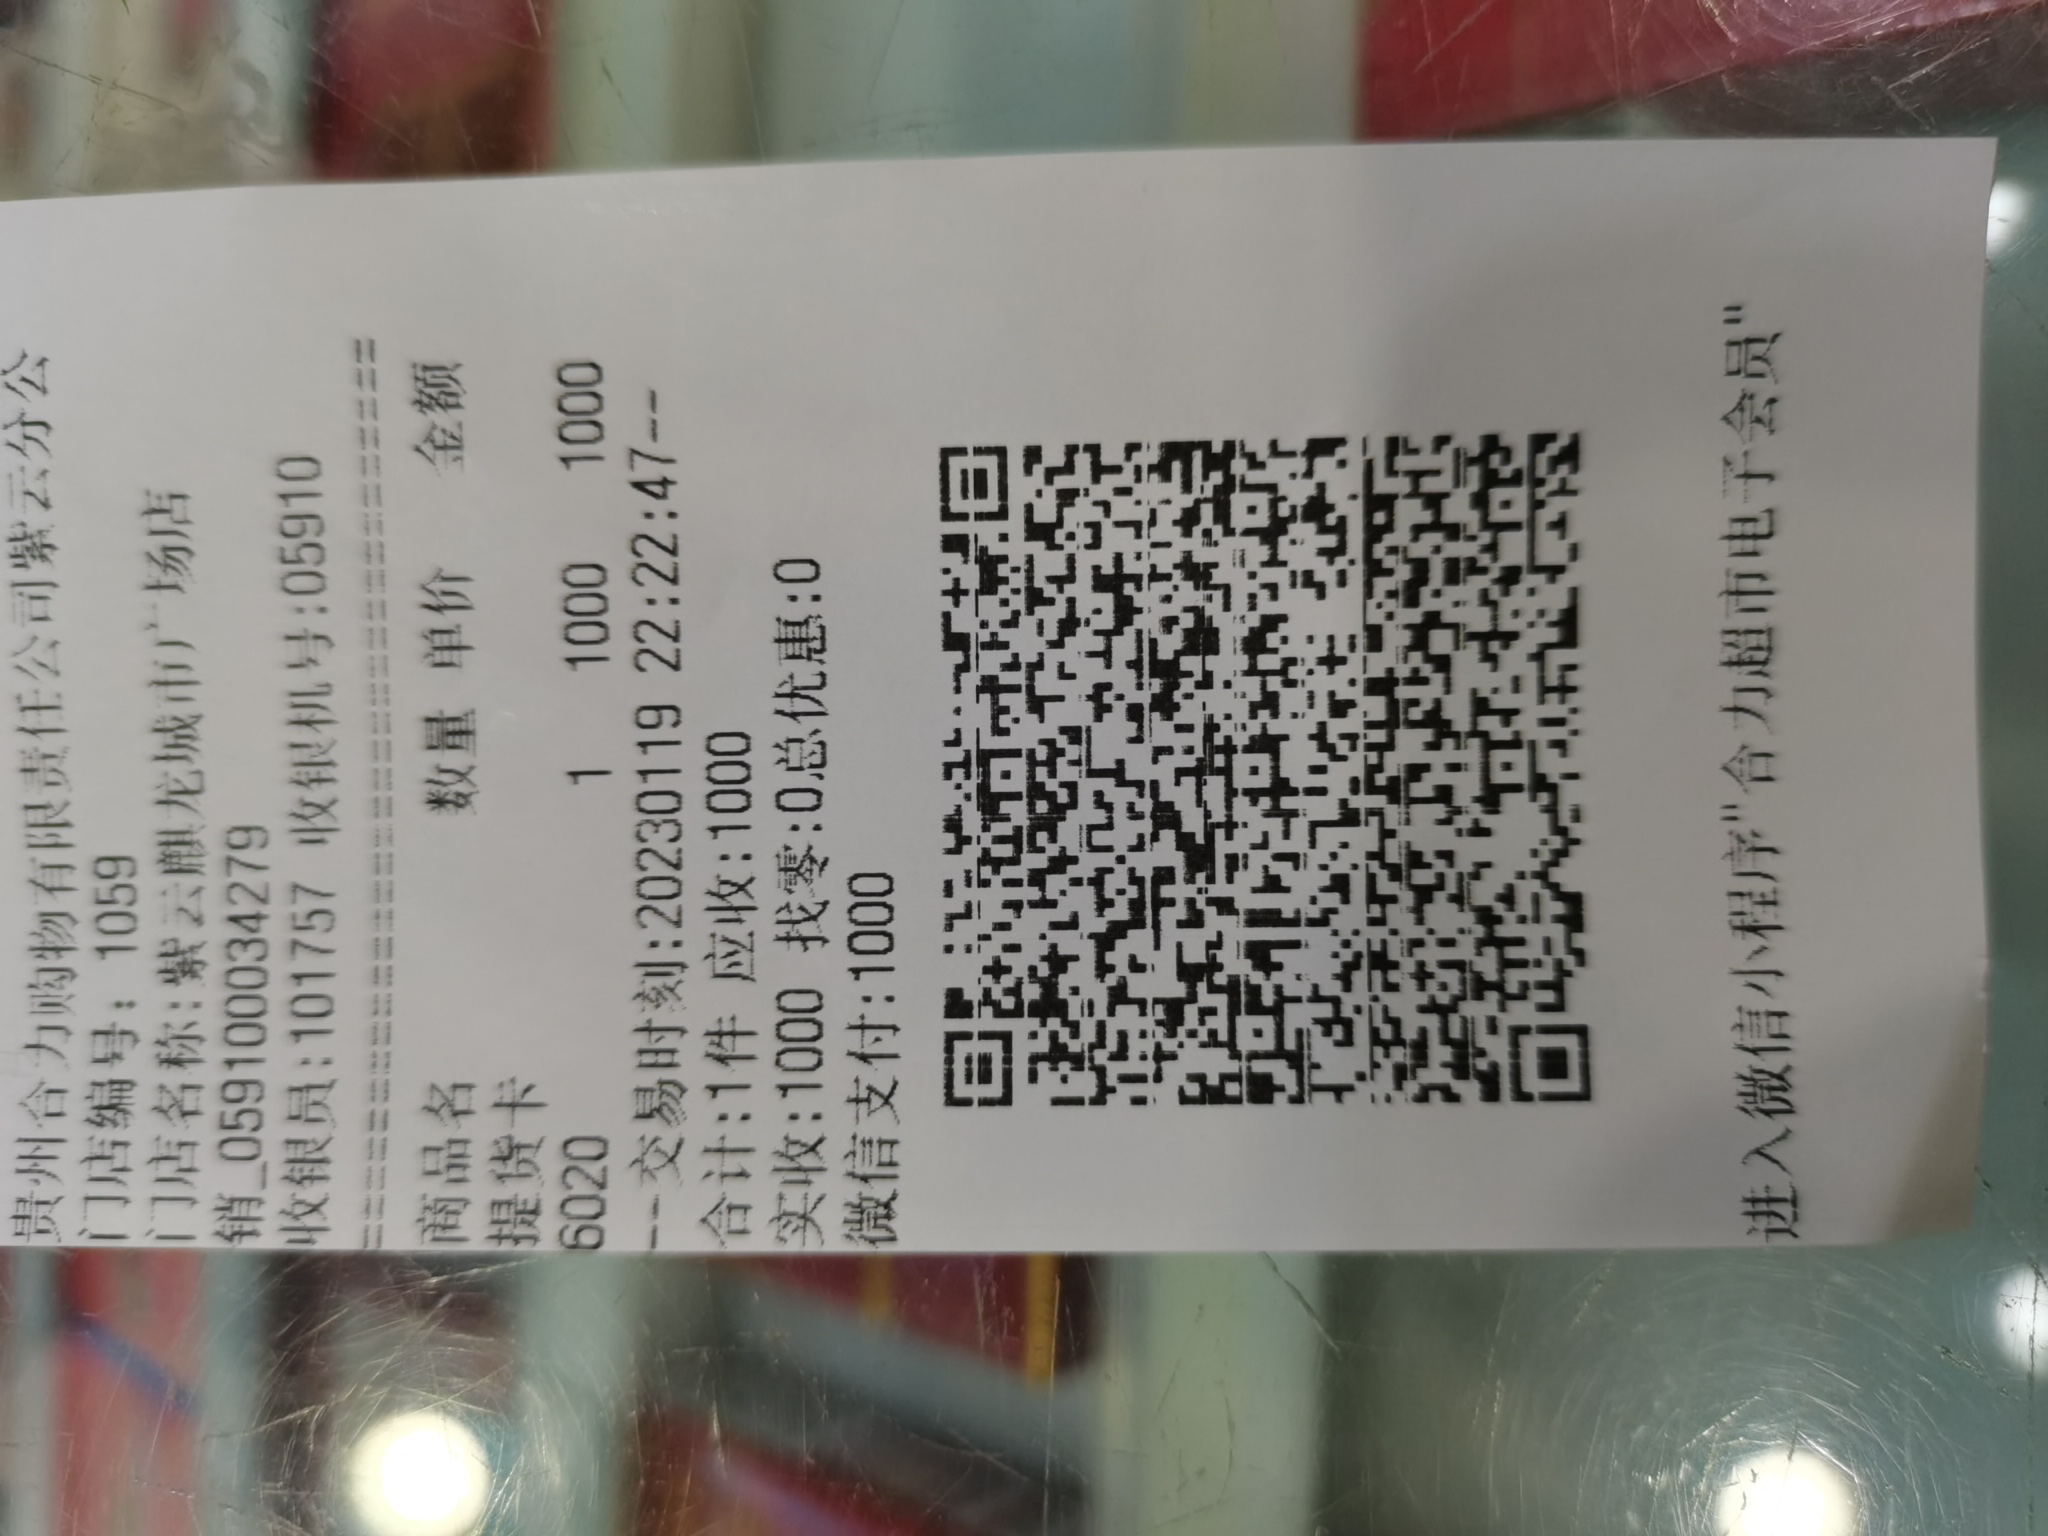 贵州合力购物有限责任公司紫云分公
门店编号: 1059
门店名称:紫云麒龙城市广场店
销_0591000034279
收银员:101757 收银机号:05910
================================
商品名 数量 单价 金额
提货卡
6020 1 1000 1000
---交易时刻:20230119 22:22:47--
合计:1件 应收:1000
实收:1000 找零:0总优惠:0
微信支付:1000
进入微信小程序"合力超市电子会员"